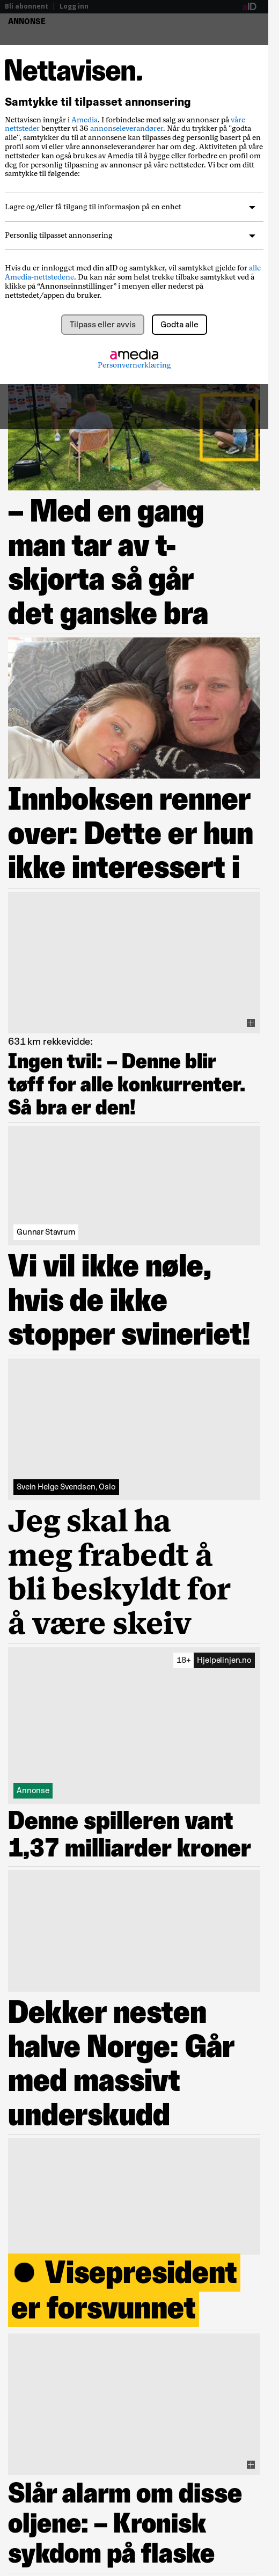 Bli abonnent | Logg inn
aID
ANNONSE
Nettavisen.
Samtykke til tilpasset annonsering
Nettavisen inngår i Amedia. I forbindelse med salg av annonser på våre
nettsteder benytter vi 36 annonseleverandører. Når du trykker på "godta
alle", samtykker du til at annonsene kan tilpasses deg personlig basert på en
profil som vi eller våre annonseleverandører har om deg. Aktiviteten på våre
nettsteder kan også brukes av Amedia til å bygge eller forbedre en profil om
deg for personlig tilpasning av annonser på våre nettsteder. Vi ber om ditt
samtykke til følgende:
Lagre og/eller få tilgang til informasjon på en enhet
Personlig tilpasset annonsering
Hvis du er innlogget med din aID og samtykker, vil samtykket gjelde for alle
Amedia-nettstedene. Du kan når som helst trekke tilbake samtykket ved å
klikke på “Annonseinnstillinger” i menyen eller nederst på
nettstedet/appen du bruker.
Tilpass eller avvis
Godta alle
amedia
Personvernerklæring
– Med en gang
man tar av t-
skjorta så går
det ganske bra
Innboksen renner
over: Dette er hun
ikke interessert i
631 km rekkevidde:
Ingen tvil: – Denne blir
tøff for alle konkurrenter.
Så bra er den!
Gunnar Stavrum
Vi vil ikke nøle,
hvis de ikke
stopper svineriet!
Svein Helge Svendsen, Oslo
Jeg skal ha
meg frabedt å
bli beskyldt for
å være skeiv
18+ Hjelpelinjen.no
Annonse
Denne spilleren vant
1,37 milliarder kroner
Dekker nesten
halve Norge: Går
med massivt
underskudd
● Visepresident
er forsvunnet
Slår alarm om disse
oljene: – Kronisk
sykdom på flaske